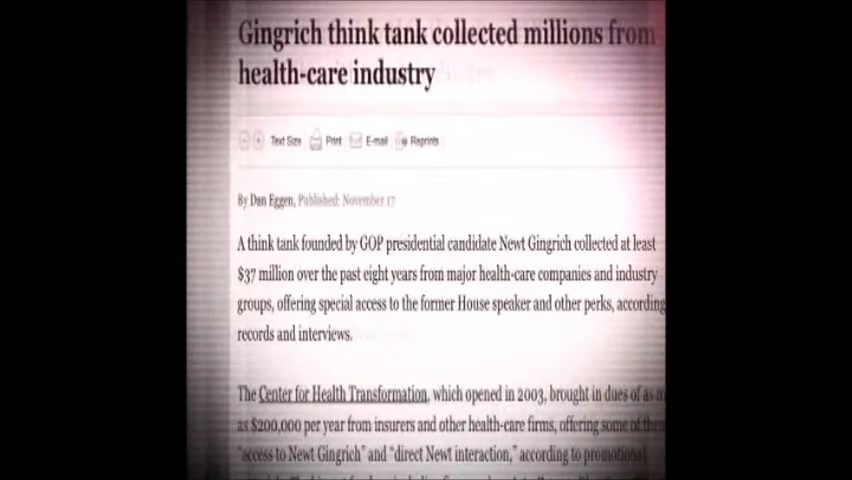 Gingrich think tank collected millions from
health-care industry
Text Size Print E-mail Reprints
By Dan Eggen, Published: November 17
A think tank founded by GOP presidential candidate Newt Gingrich collected at least
$37 million over the past eight years from major health-care companies and industry
groups, offering special access to the former House speaker and other perks, according
records and interviews.
The Center for Health Transformation, which opened in 2003, brought in dues of as
as $200,000 per year from insurers and other health-care firms, offering some of them
"access to Newt Gingrich" and "direct Newt interaction," according to promotional